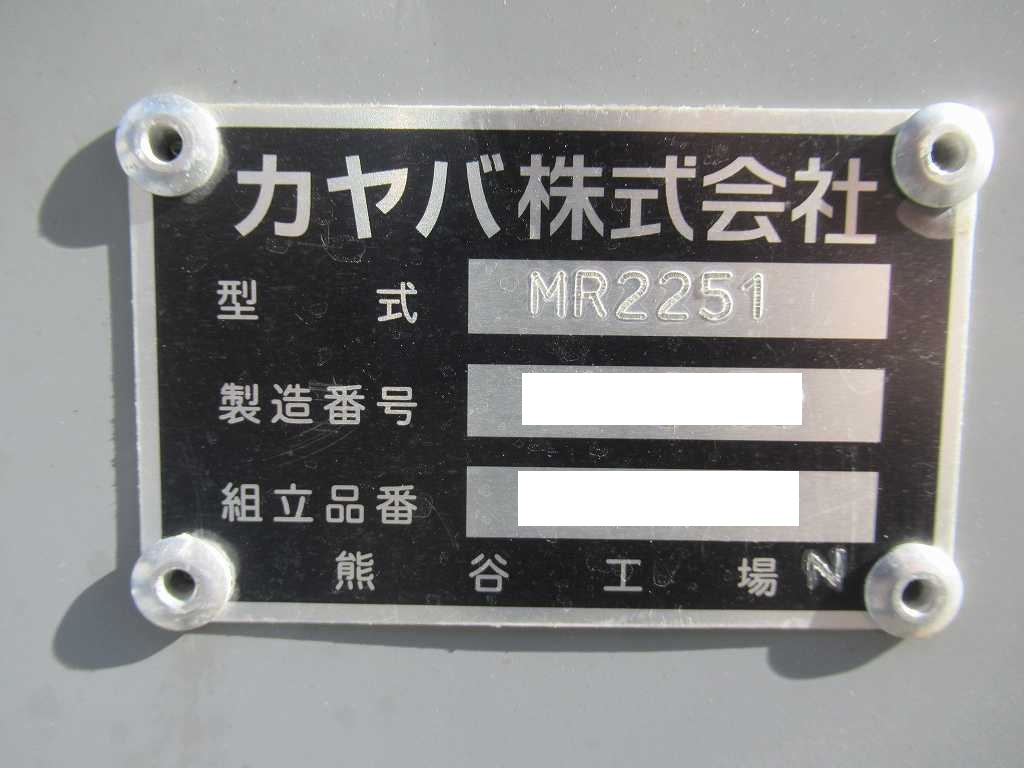 カヤバ株式会社
型式 MR2251
製造番号
組立品番
熊谷工場 N